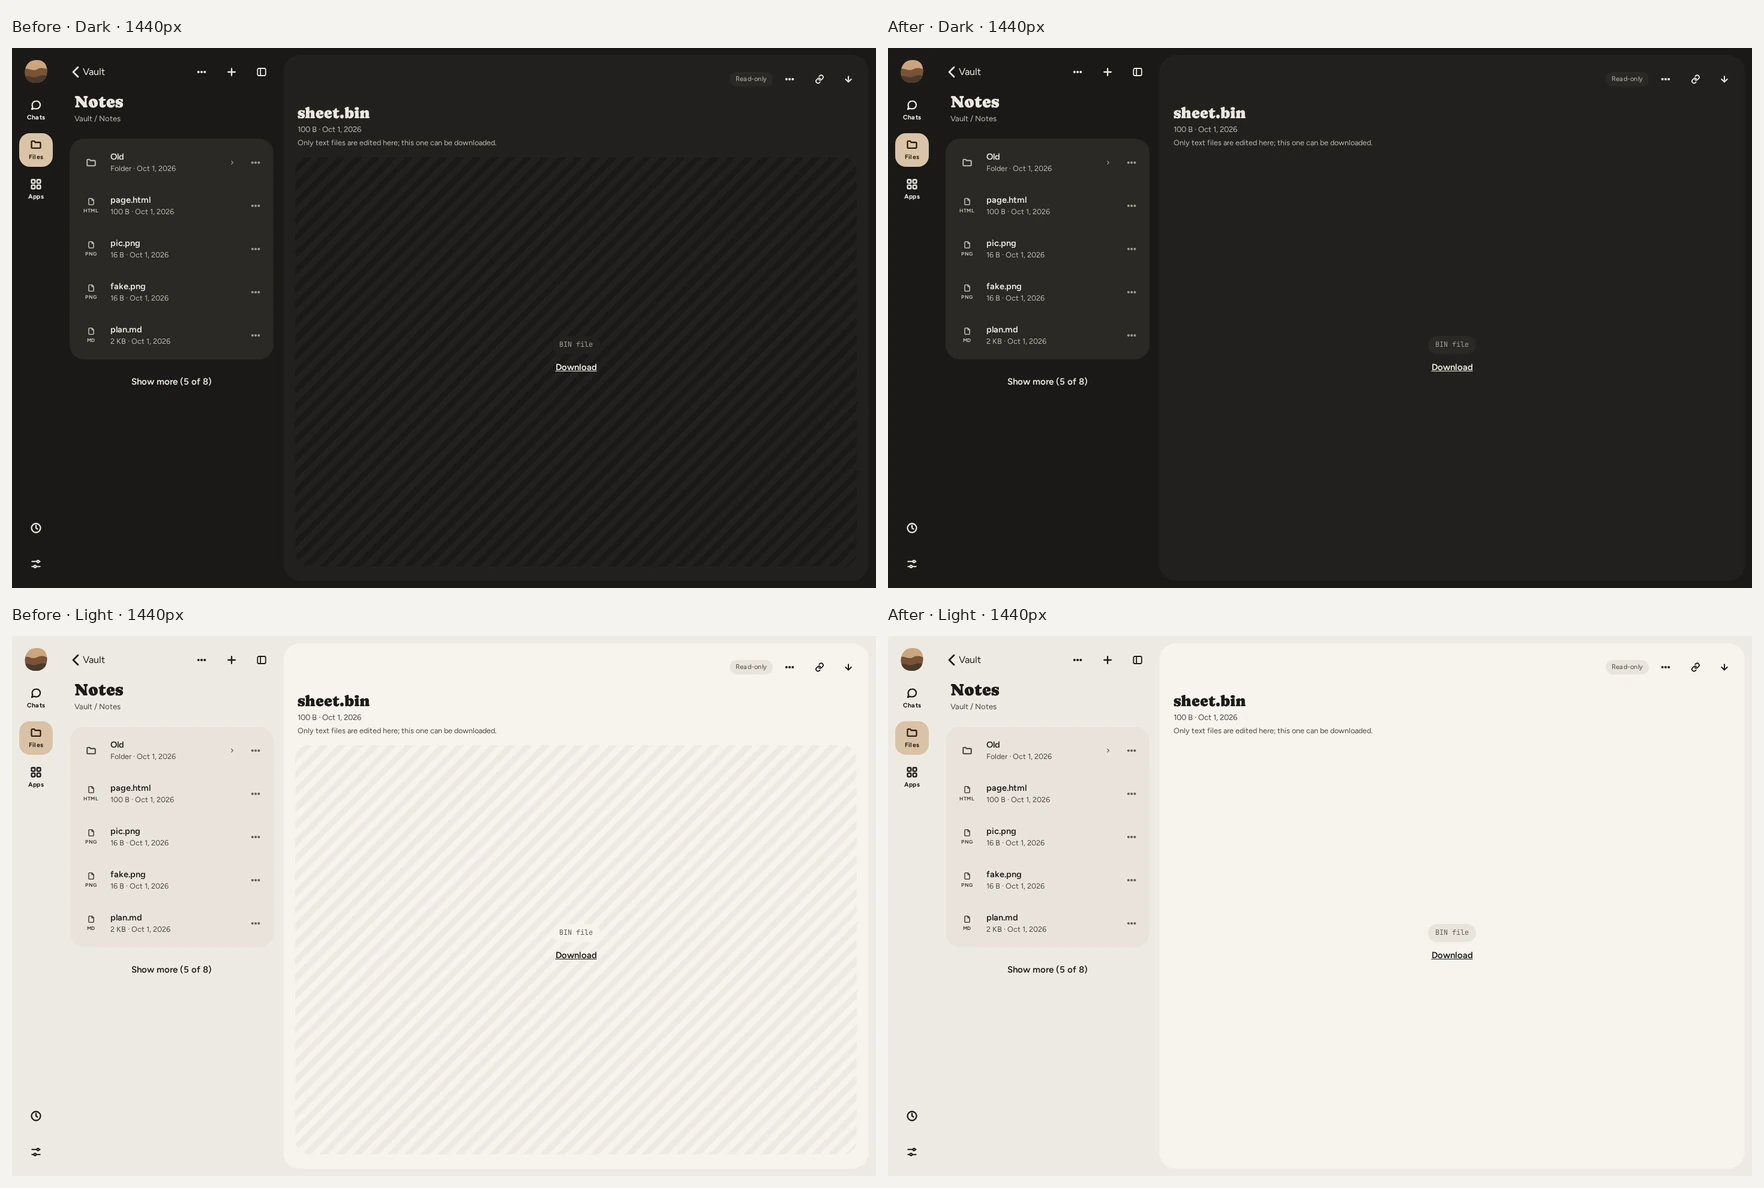 Before · Dark · 1440px
Vault
Chats
Files
Apps
Notes
Vault / Notes
Old
Folder · Oct 1, 2026
HTML
page.html
100 B · Oct 1, 2026
PNG
pic.png
16 B · Oct 1, 2026
PNG
fake.png
16 B · Oct 1, 2026
MD
plan.md
2 KB · Oct 1, 2026
Show more (5 of 8)
Read-only
sheet.bin
100 B · Oct 1, 2026
Only text files are edited here; this one can be downloaded.
BIN file
Download
After · Dark · 1440px
Vault
Chats
Files
Apps
Notes
Vault / Notes
Old
Folder · Oct 1, 2026
HTML
page.html
100 B · Oct 1, 2026
PNG
pic.png
16 B · Oct 1, 2026
PNG
fake.png
16 B · Oct 1, 2026
MD
plan.md
2 KB · Oct 1, 2026
Show more (5 of 8)
Read-only
sheet.bin
100 B · Oct 1, 2026
Only text files are edited here; this one can be downloaded.
BIN file
Download
Before · Light · 1440px
Vault
Chats
Files
Apps
Notes
Vault / Notes
Old
Folder · Oct 1, 2026
HTML
page.html
100 B · Oct 1, 2026
PNG
pic.png
16 B · Oct 1, 2026
PNG
fake.png
16 B · Oct 1, 2026
MD
plan.md
2 KB · Oct 1, 2026
Show more (5 of 8)
Read-only
sheet.bin
100 B · Oct 1, 2026
Only text files are edited here; this one can be downloaded.
BIN file
Download
After · Light · 1440px
Vault
Chats
Files
Apps
Notes
Vault / Notes
Old
Folder · Oct 1, 2026
HTML
page.html
100 B · Oct 1, 2026
PNG
pic.png
16 B · Oct 1, 2026
PNG
fake.png
16 B · Oct 1, 2026
MD
plan.md
2 KB · Oct 1, 2026
Show more (5 of 8)
Read-only
sheet.bin
100 B · Oct 1, 2026
Only text files are edited here; this one can be downloaded.
BIN file
Download